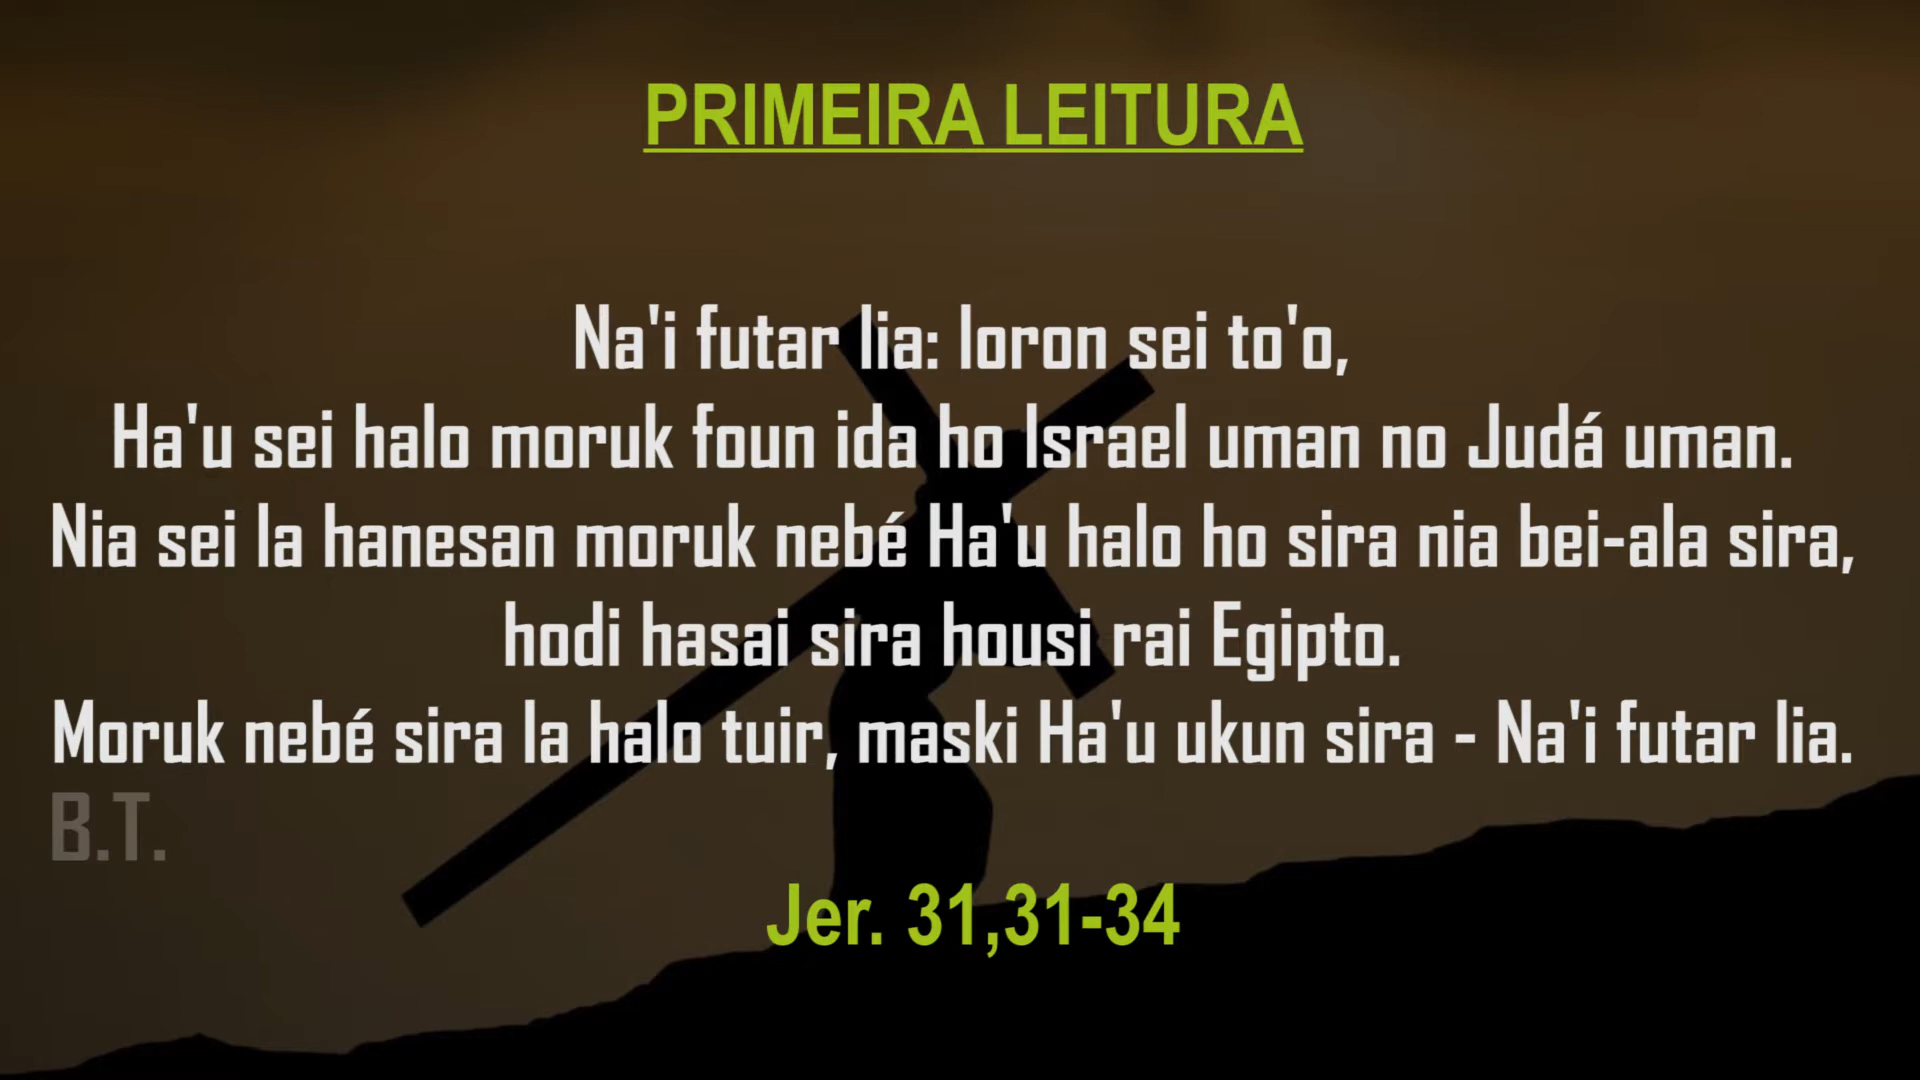 PRIMEIRA LEITURA
Na'i futar lia: loron sei to'o,
Ha'u sei halo moruk foun ida ho Israel uman no Judá uman.
Nia sei la hanesan moruk nebé Ha'u halo ho sira nia bei-ala sira,
hodi hasai sira housi rai Egipto.
Moruk nebé sira la halo tuir, maski Ha'u ukun sira - Na'i futar lia.
B.T.
Jer. 31,31-34